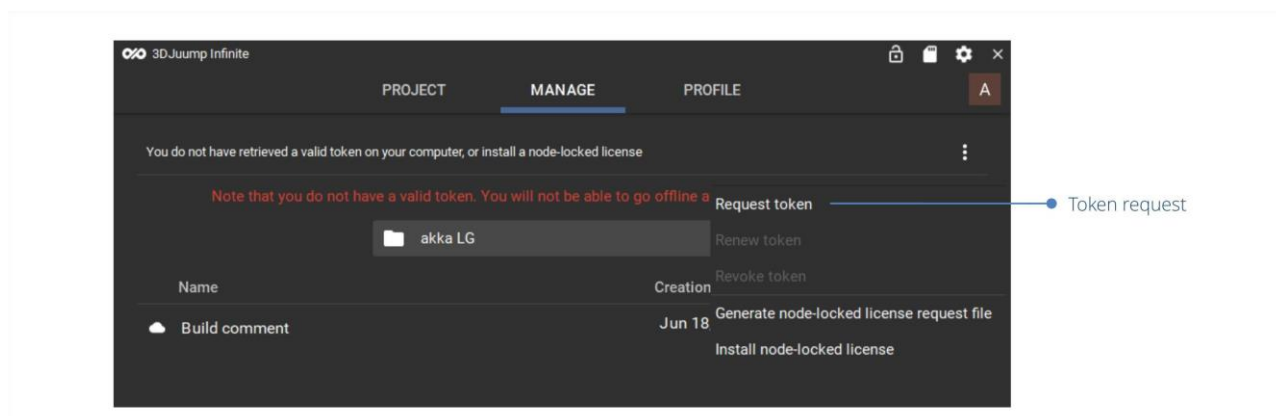 3DJuump Infinite
PROJECT MANAGE PROFILE A
You do not have retrieved a valid token on your computer, or install a node-locked license
Note that you do not have a valid token. You will not be able to go offline a
Request token
Token request
akka LG
Renew token
Revoke token
Name Creation
Generate node-locked license request file
Build comment Jun 18
Install node-locked license